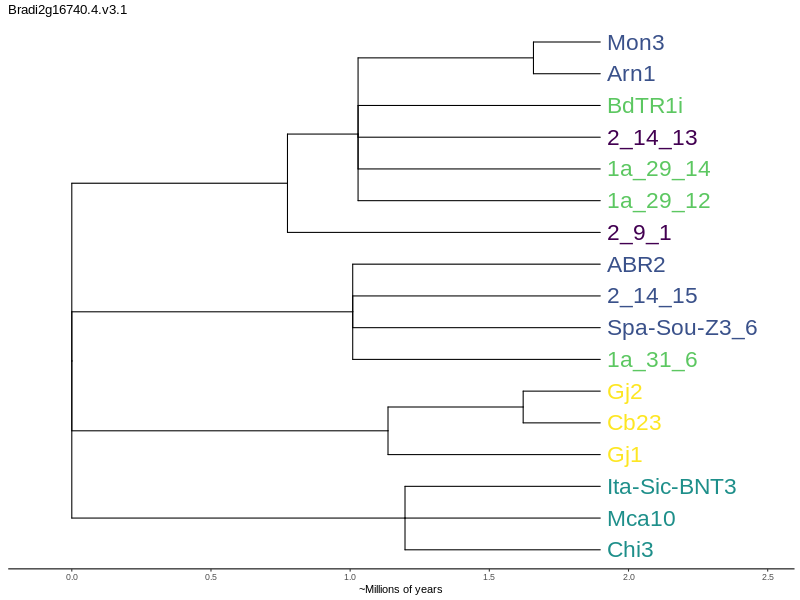 Bradi2g16740.4.v3.1
Mon3
Arn1
BdTR1i
2_14_13
1a_29_14
1a_29_12
2_9_1
ABR2
2_14_15
Spa-Sou-Z3_6
1a_31_6
Gj2
Cb23
Gj1
Ita-Sic-BNT3
Mca10
Chi3
0.0 0.5 1.0 1.5 2.0 2.5
~Millions of years